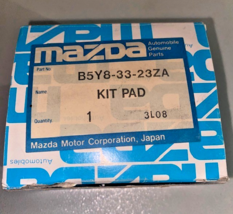 mazda
Automobile
Genuine
Parts
Part No
B5Y8-33-23ZA
Name
KIT PAD
Quantity
1
3L08
Mazda Motor Corporation, Japan
Automobiles